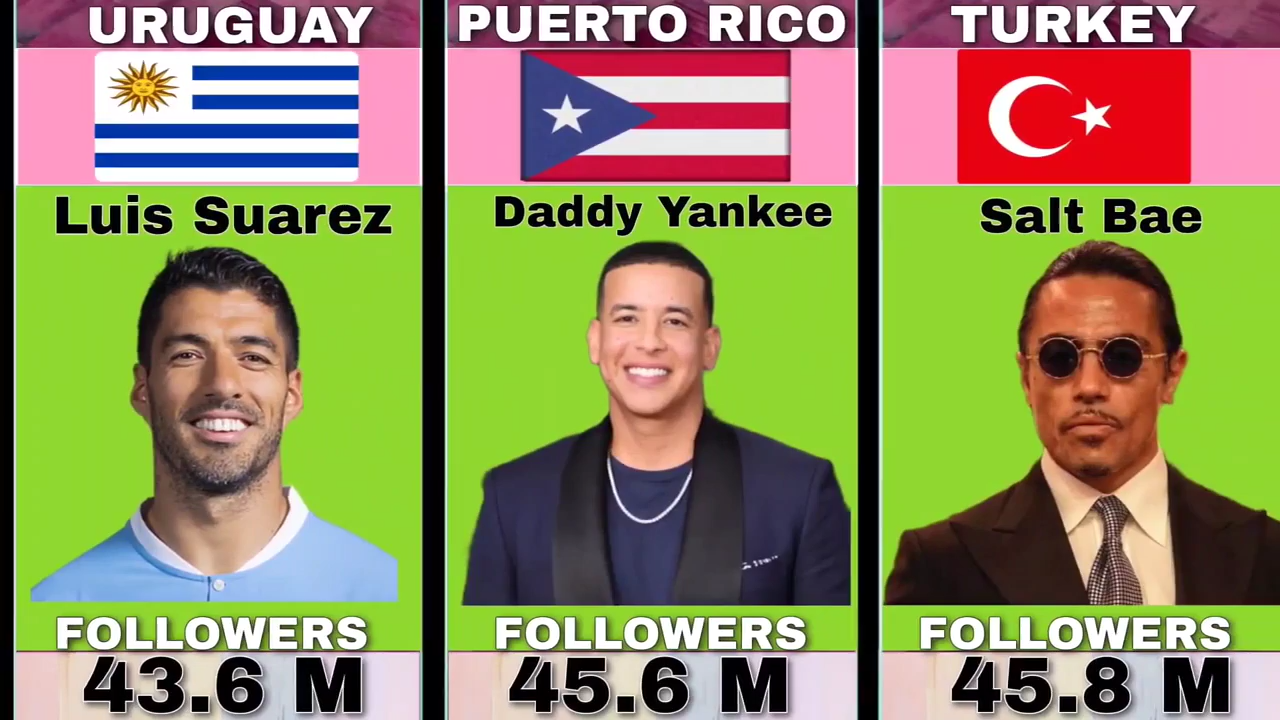 URUGUAY
Luis Suarez
FOLLOWERS
43.6 M
PUERTO RICO
Daddy Yankee
FOLLOWERS
45.6 M
TURKEY
Salt Bae
FOLLOWERS
45.8 M